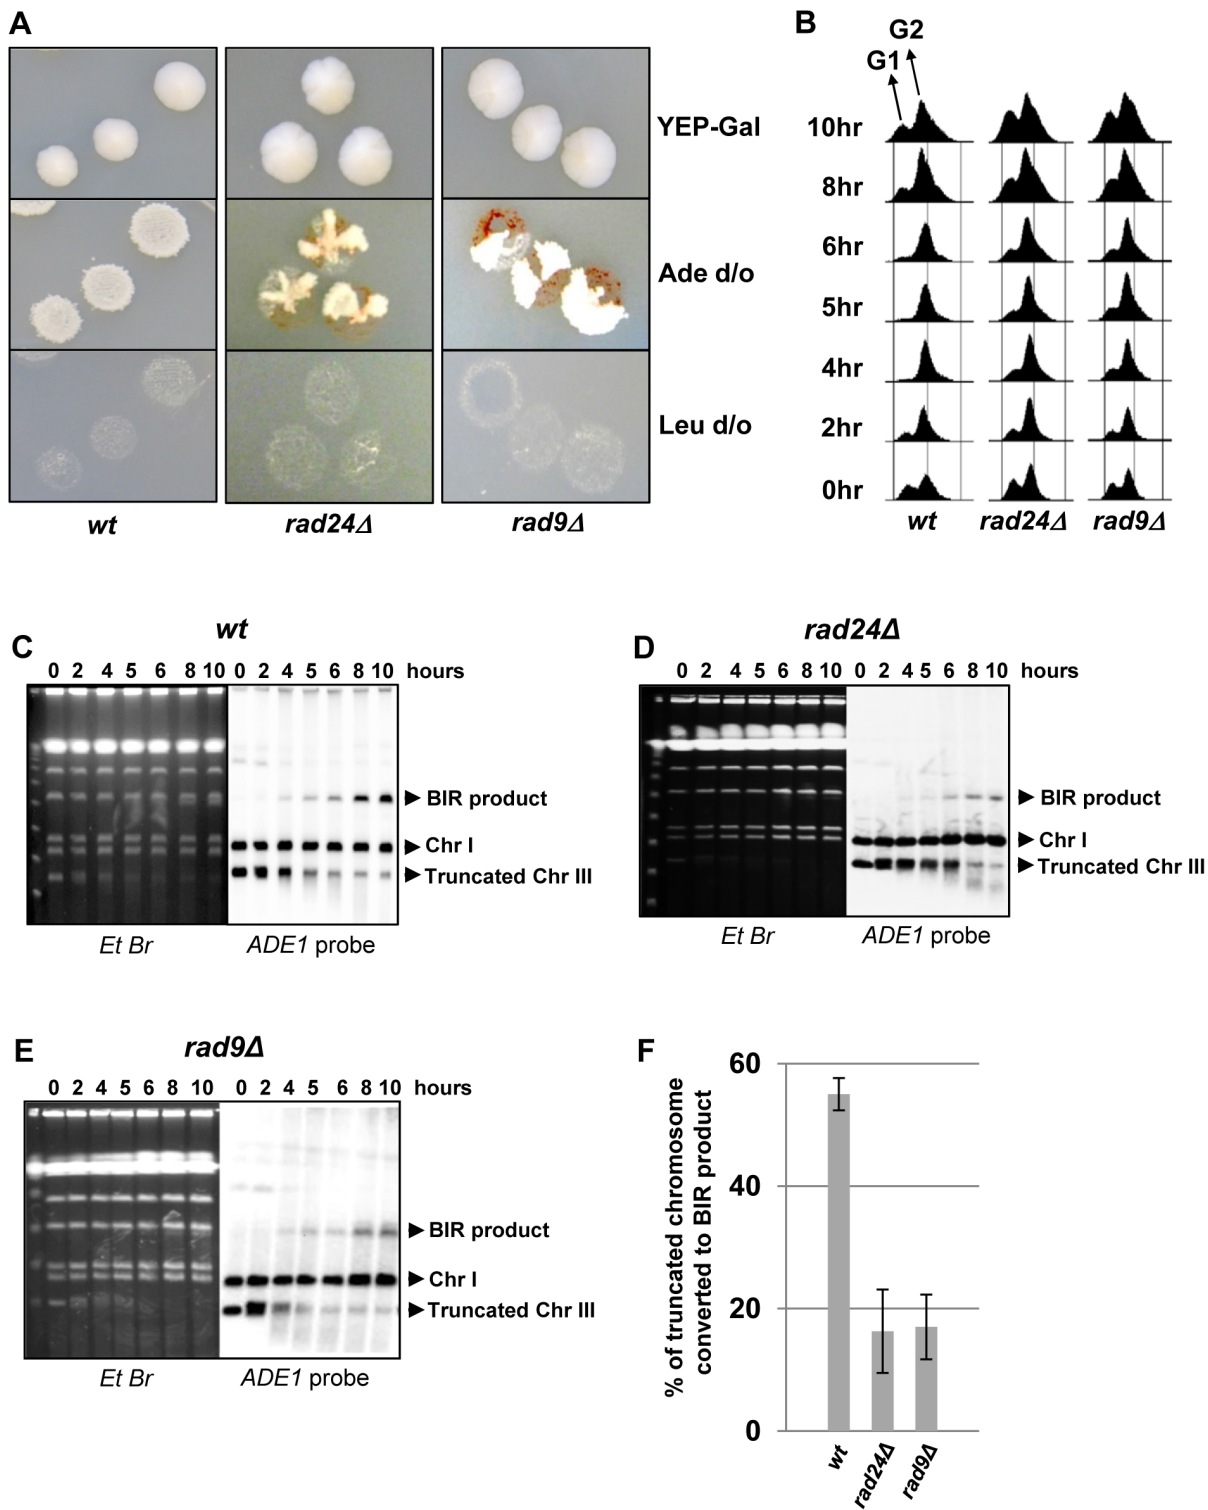 A
YEP-Gal
Ade d/o
Leu d/o
wt
rad24Δ
rad9Δ
B
G2
G1
10hr
8hr
6hr
5hr
4hr
2hr
0hr
wt rad24Δ rad9Δ
wt
C
0 2 4 5 6 8 10 0 2 4 5 6 8 10 hours
BIR product
Chr I
Truncated Chr III
Et Br
ADE1 probe
rad24Δ
D
0 2 4 5 6 8 10 0 2 4 5 6 8 10 hours
BIR product
Chr I
Truncated Chr III
Et Br
ADE1 probe
rad9Δ
E
0 2 4 5 6 8 10 0 2 4 5 6 8 10 hours
BIR product
Chr I
Truncated Chr III
Et Br
ADE1 probe
F
% of truncated chromosome
converted to BIR product
60
40
20
0
wt
rad24Δ
rad9Δ